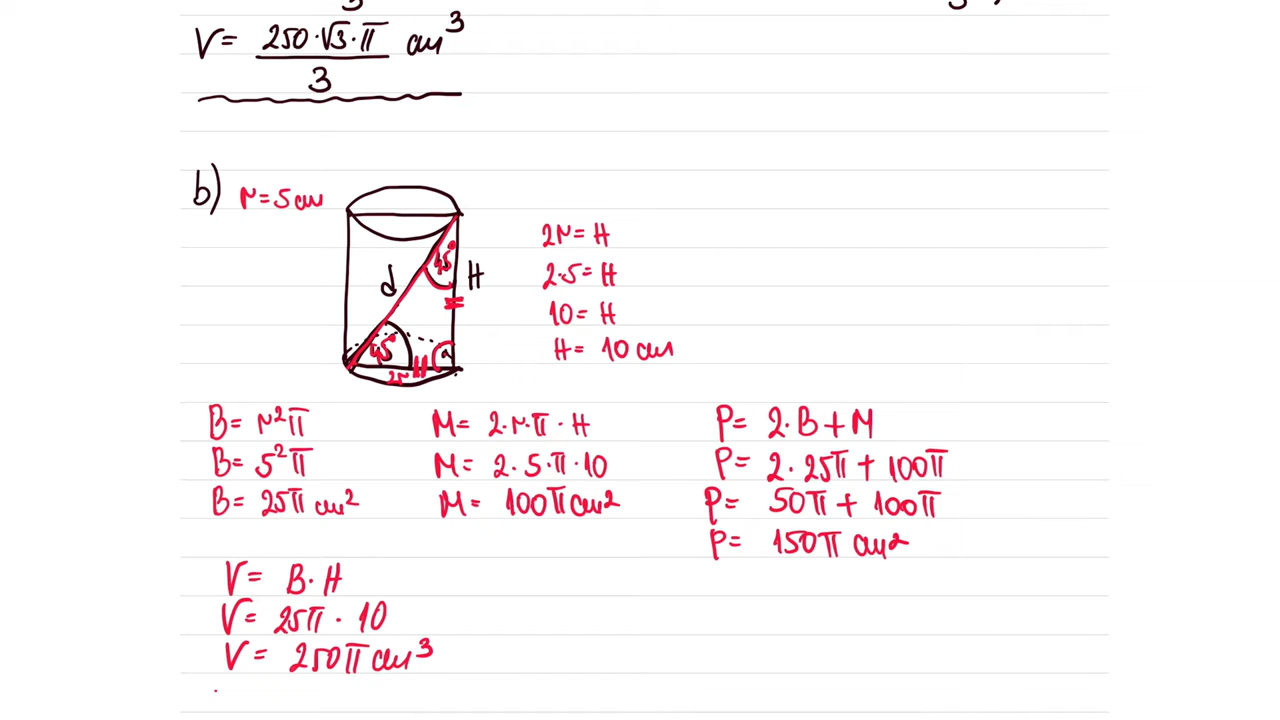 V = 250·√3·π / 3 cm³
b) r = 5 cm
d
45°
H
45°
2r
2r = H
2·5 = H
10 = H
H = 10 cm
B = r²π
B = 5²π
B = 25π cm²
M = 2·r·π·H
M = 2·5·π·10
M = 100π cm²
P = 2·B + M
P = 2·25π + 100π
P = 50π + 100π
P = 150π cm²
V = B·H
V = 25π · 10
V = 250π cm³